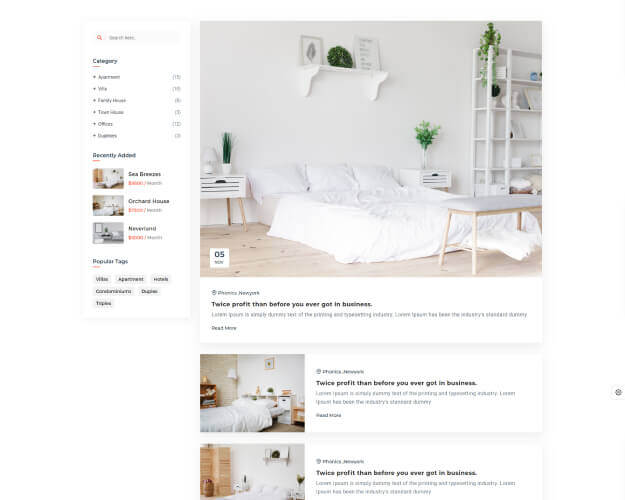 Search here..
Category
+ Apartment (15)
+ Villa (10)
+ Family House (8)
+ Town House (3)
+ Offices (12)
+ Duplexes (3)
Recently Added
Sea Breezes
/ Month
Orchard House
/ Month
Neverland
/ Month
Popular Tags
Villas Apartment Hotels
Condominiums Duplex
Triplex
05
NOV
Phonics ,Newyork
Twice profit than before you ever got in business.
Lorem Ipsum is simply dummy text of the printing and typesetting industry. Lorem Ipsum has been the industry's standard dummy
Read More
Phonics ,Newyork
Twice profit than before you ever got in business.
Lorem Ipsum is simply dummy text of the printing and typesetting industry. Lorem
Ipsum has been the industry's standard dummy
Read More
Phonics ,Newyork
Twice profit than before you ever got in business.
Lorem Ipsum is simply dummy text of the printing and typesetting industry. Lorem
Ipsum has been the industry's standard dummy